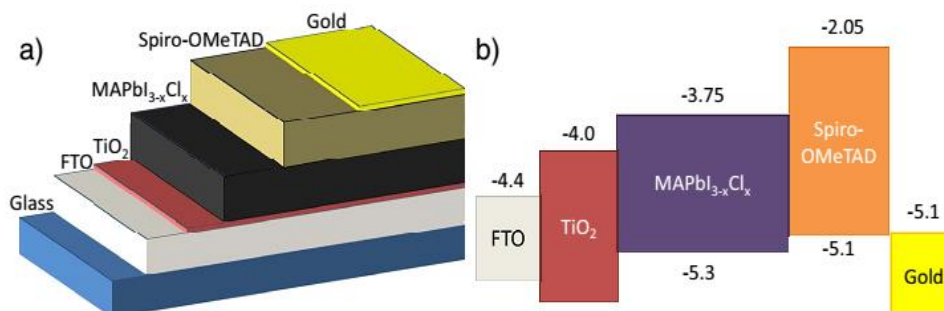 a)
Gold
Spiro-OMeTAD
MAPbI₃₋ₓClₓ
TiO₂
FTO
Glass
b)
-2.05
-3.75
-4.0
-4.4
Spiro-
OMeTAD
MAPbI₃₋ₓClₓ
TiO₂
FTO
-5.1
-5.1
-5.3
Gold